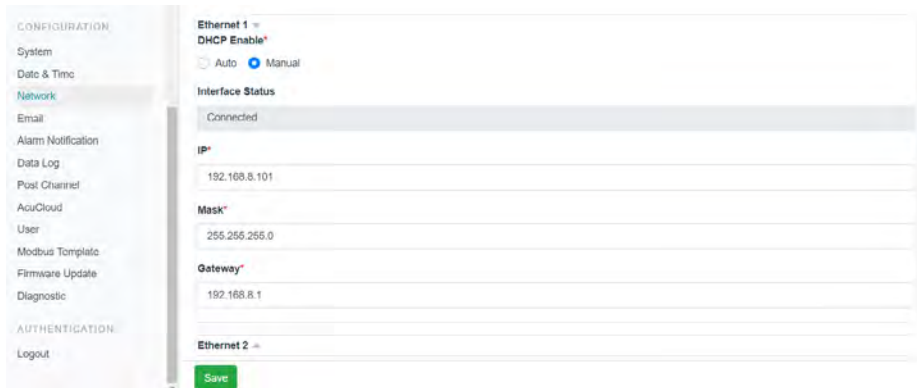 CONFIGURATION
System
Date & Time
Network
Email
Alarm Notification
Data Log
Post Channel
AcuCloud
User
Modbus Template
Firmware Update
Diagnostic
AUTHENTICATION
Logout
Ethernet 1
DHCP Enable*
Auto Manual
Interface Status
Connected
IP*
192.168.8.101
Mask*
255.255.255.0
Gateway*
192.168.8.1
Ethernet 2
Save